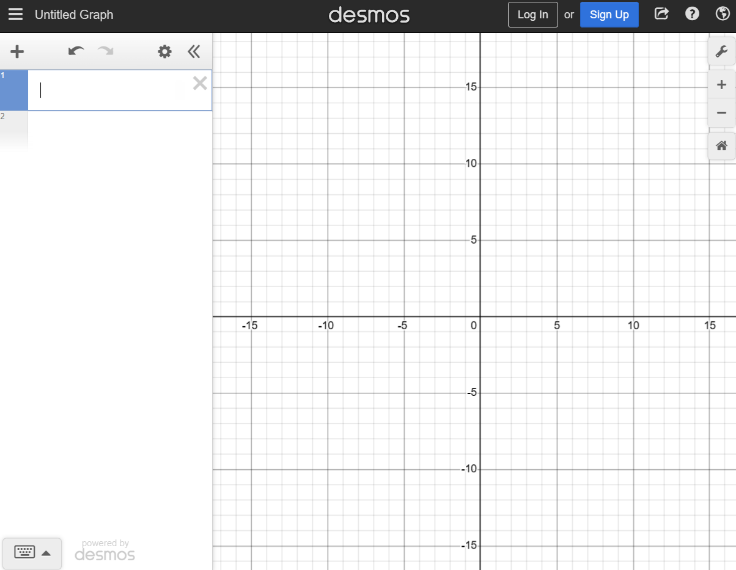 Untitled Graph
desmos
Log In or Sign Up
1
2
15
10
5
-15 -10 -5 0 5 10 15
-5
-10
-15
powered by
desmos